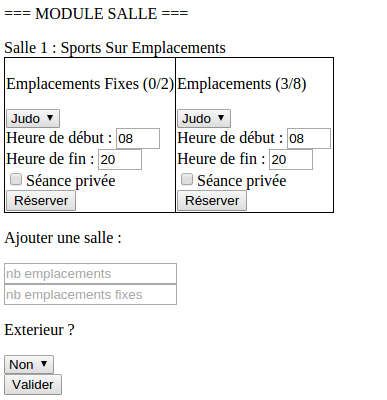 === MODULE SALLE ===
Salle 1 : Sports Sur Emplacements
Emplacements Fixes (0/2)
Judo
Heure de début : 08
Heure de fin : 20
Séance privée
Réserver
Emplacements (3/8)
Judo
Heure de début : 08
Heure de fin : 20
Séance privée
Réserver
Ajouter une salle :
nb emplacements
nb emplacements fixes
Exterieur ?
Non
Valider